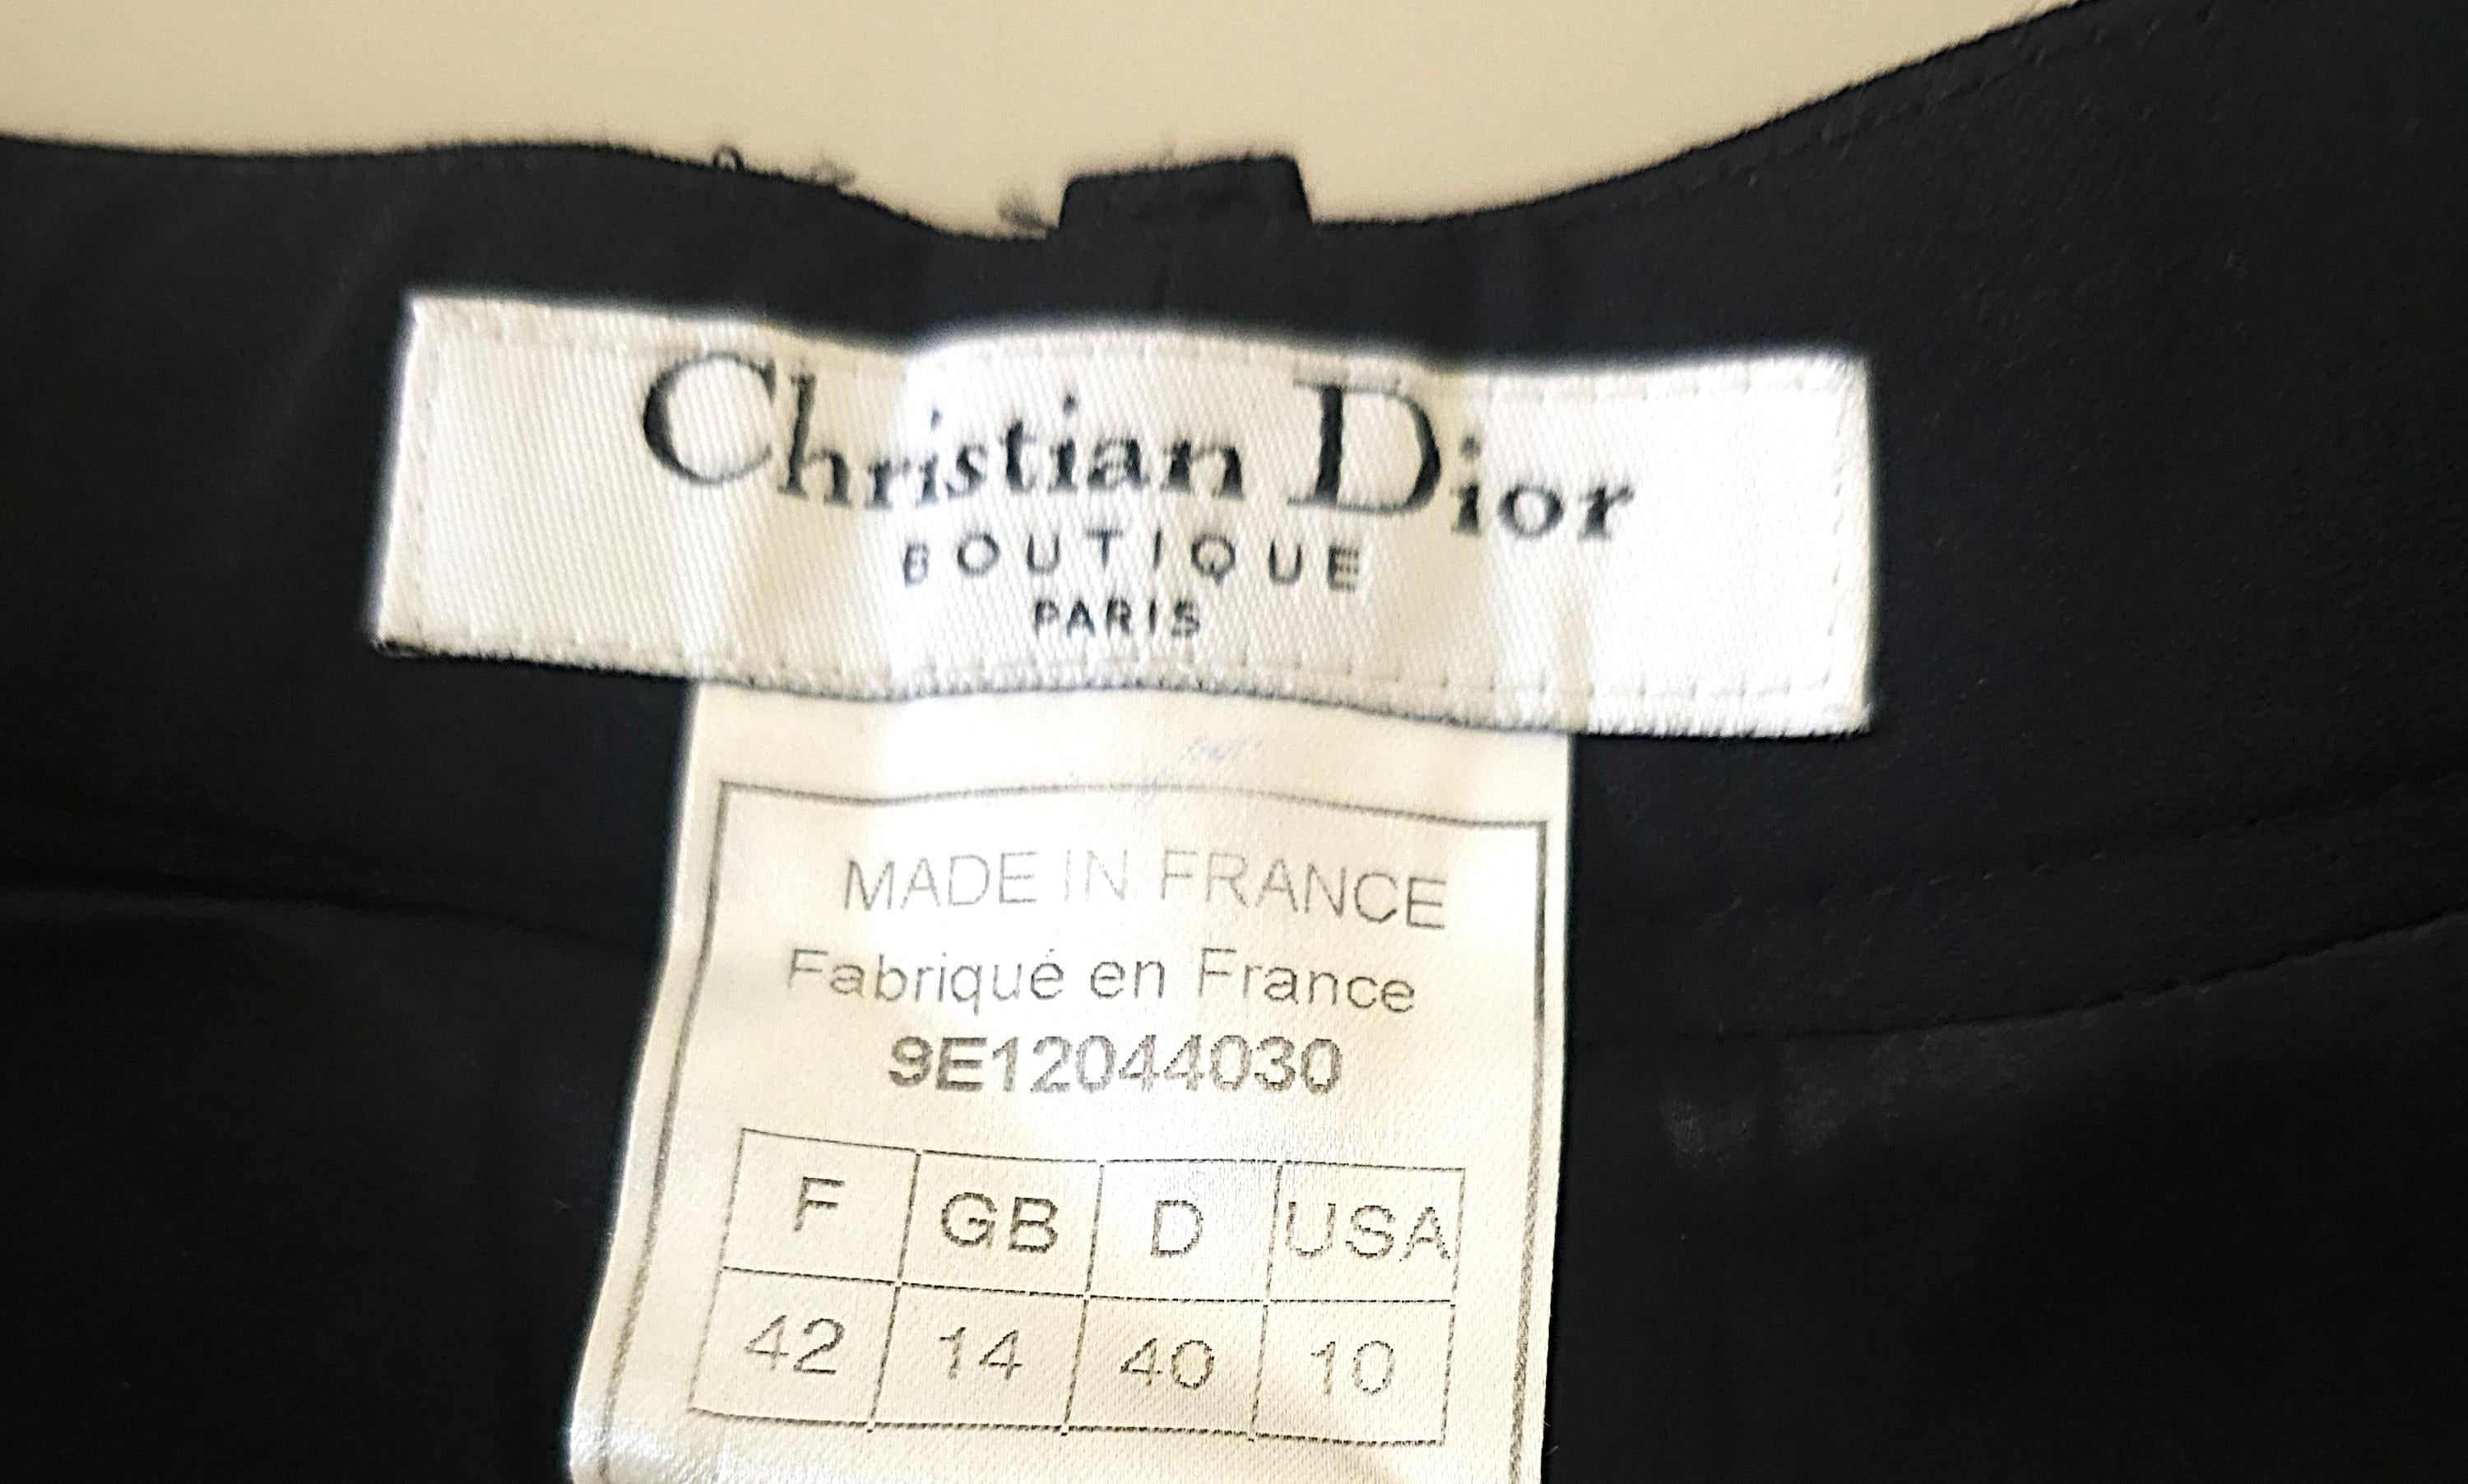 Christian Dior
BOUTIQUE
PARIS
MADE IN FRANCE
Fabriqué en France
9E12044030
F GB D USA
42 14 40 10